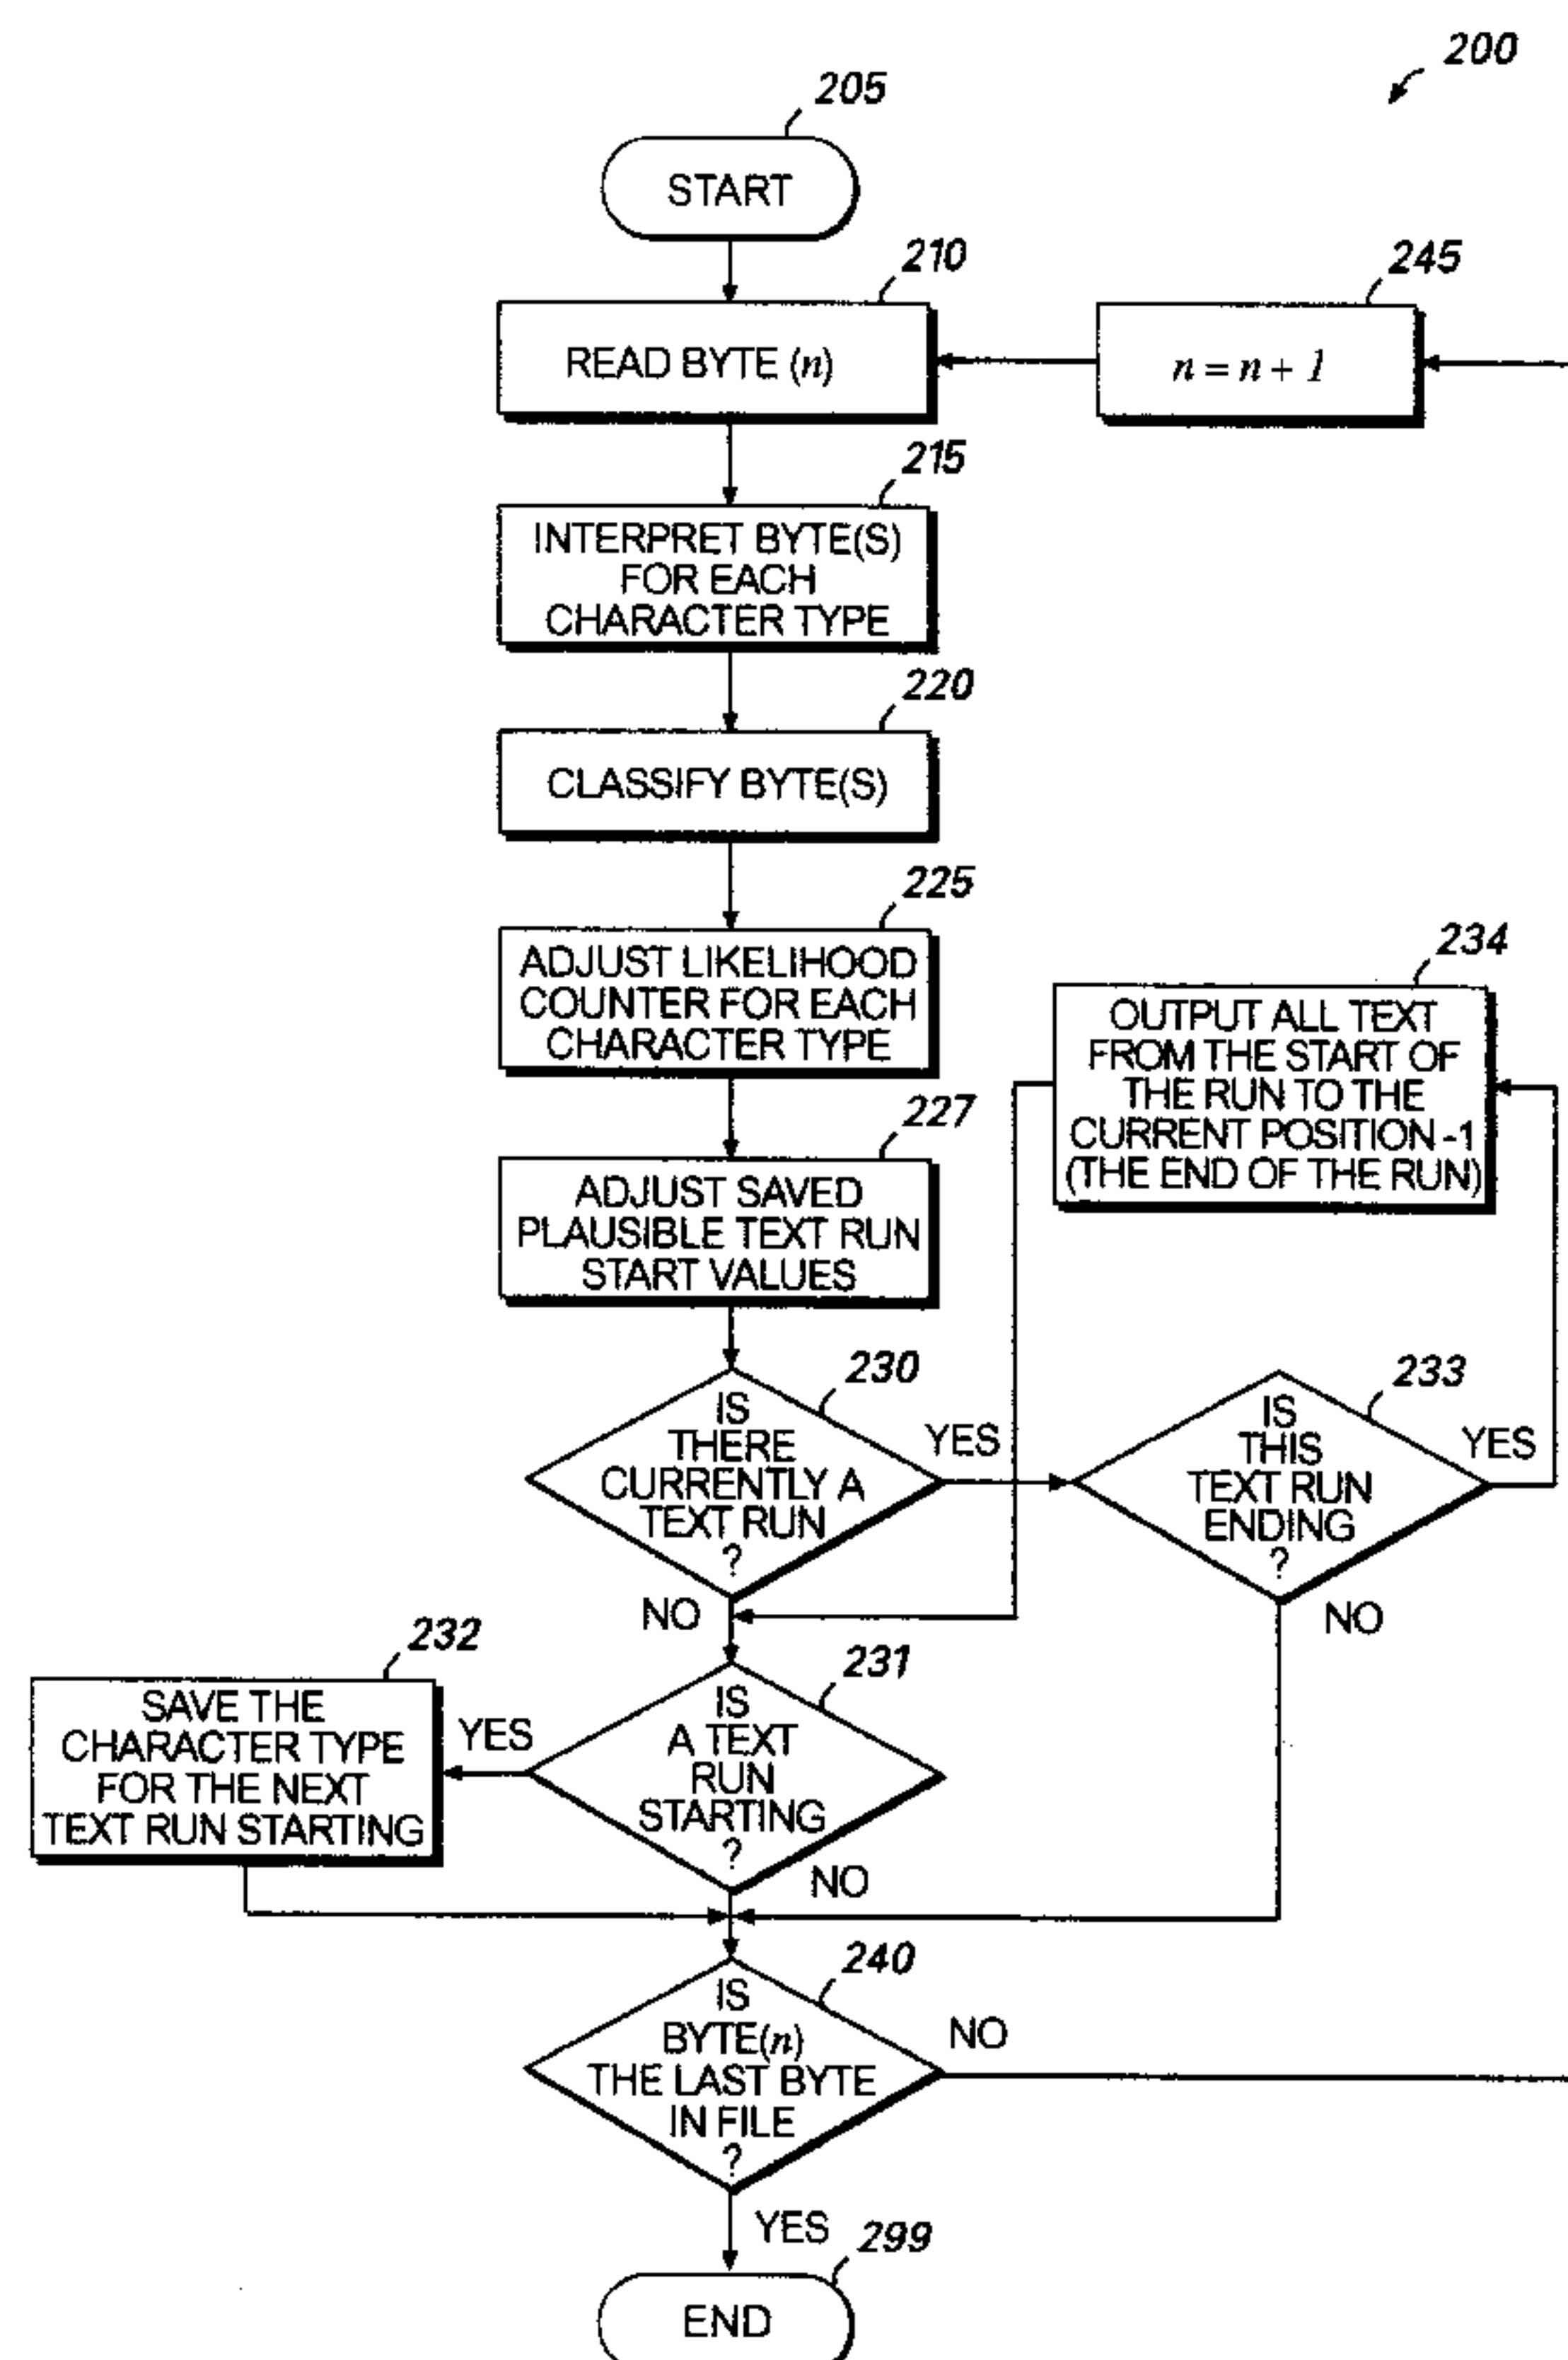 200
205
START
210
READ BYTE (n)
245
n = n + 1
215
INTERPRET BYTE(S)
FOR EACH
CHARACTER TYPE
220
CLASSIFY BYTE(S)
225
ADJUST LIKELIHOOD
COUNTER FOR EACH
CHARACTER TYPE
234
OUTPUT ALL TEXT
FROM THE START OF
THE RUN TO THE
CURRENT POSITION -1
(THE END OF THE RUN)
227
ADJUST SAVED
PLAUSIBLE TEXT RUN
START VALUES
230
IS
THERE
CURRENTLY A
TEXT RUN
?
YES
NO
233
IS
THIS
TEXT RUN
ENDING
?
YES
NO
232
SAVE THE
CHARACTER TYPE
FOR THE NEXT
TEXT RUN STARTING
231
IS
A TEXT
RUN
STARTING
?
YES
NO
240
IS
BYTE(n)
THE LAST BYTE
IN FILE
?
NO
YES
299
END